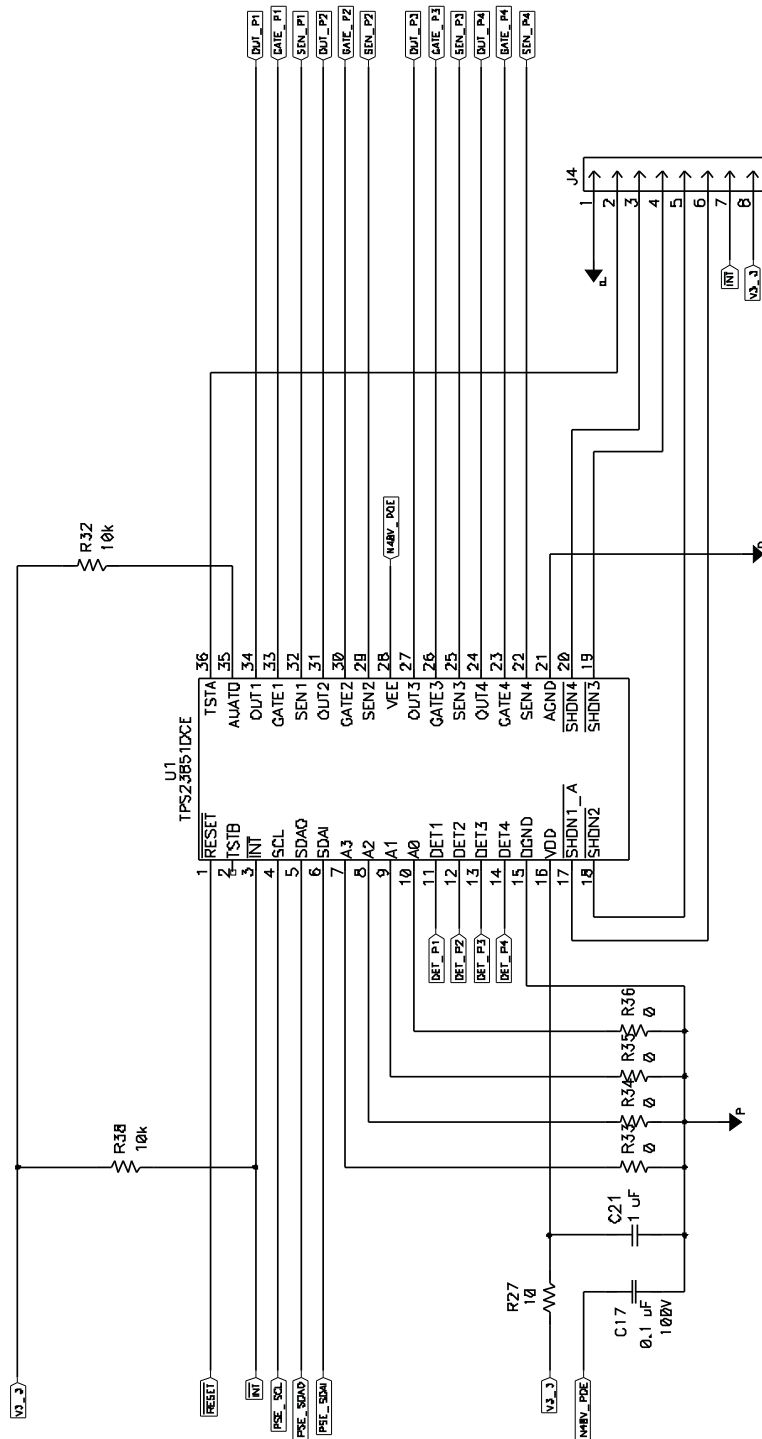 OUT_P1
GATE_P1
SEN_P1
OUT_P2
GATE_P2
SEN_P2
OUT_P3
GATE_P3
SEN_P3
OUT_P4
GATE_P4
SEN_P4
J4
1
2
3
4
5
6
7
8
P
INT
V3_3
R32
10k
N48V_POE
U1
TPS23851DCE
36
35
34
33
32
31
30
29
28
27
26
25
24
23
22
21
20
19
TSTA
AUATO
OUT1
GATE1
SEN1
OUT2
GATE2
SEN2
VEE
OUT3
GATE3
SEN3
OUT4
GATE4
SEN4
AGND
SHDN4
SHDN3
RESET
TSTB
INT
SCL
SDAO
SDAI
A3
A2
A1
A0
DET1
DET2
DET3
DET4
DGND
VDD
SHDN1_A
SHDN2
1
2
3
4
5
6
7
8
9
10
11
12
13
14
15
16
17
18
DET_P1
DET_P2
DET_P3
DET_P4
R36
0
R35
0
R34
0
R33
0
P
R38
10k
C21
1 uF
R27
10
C17
0.1 uF
100V
V3_3
RESET
INT
PSE_SCL
PSE_SDAO
PSE_SDAI
V3_3
N48V_POE